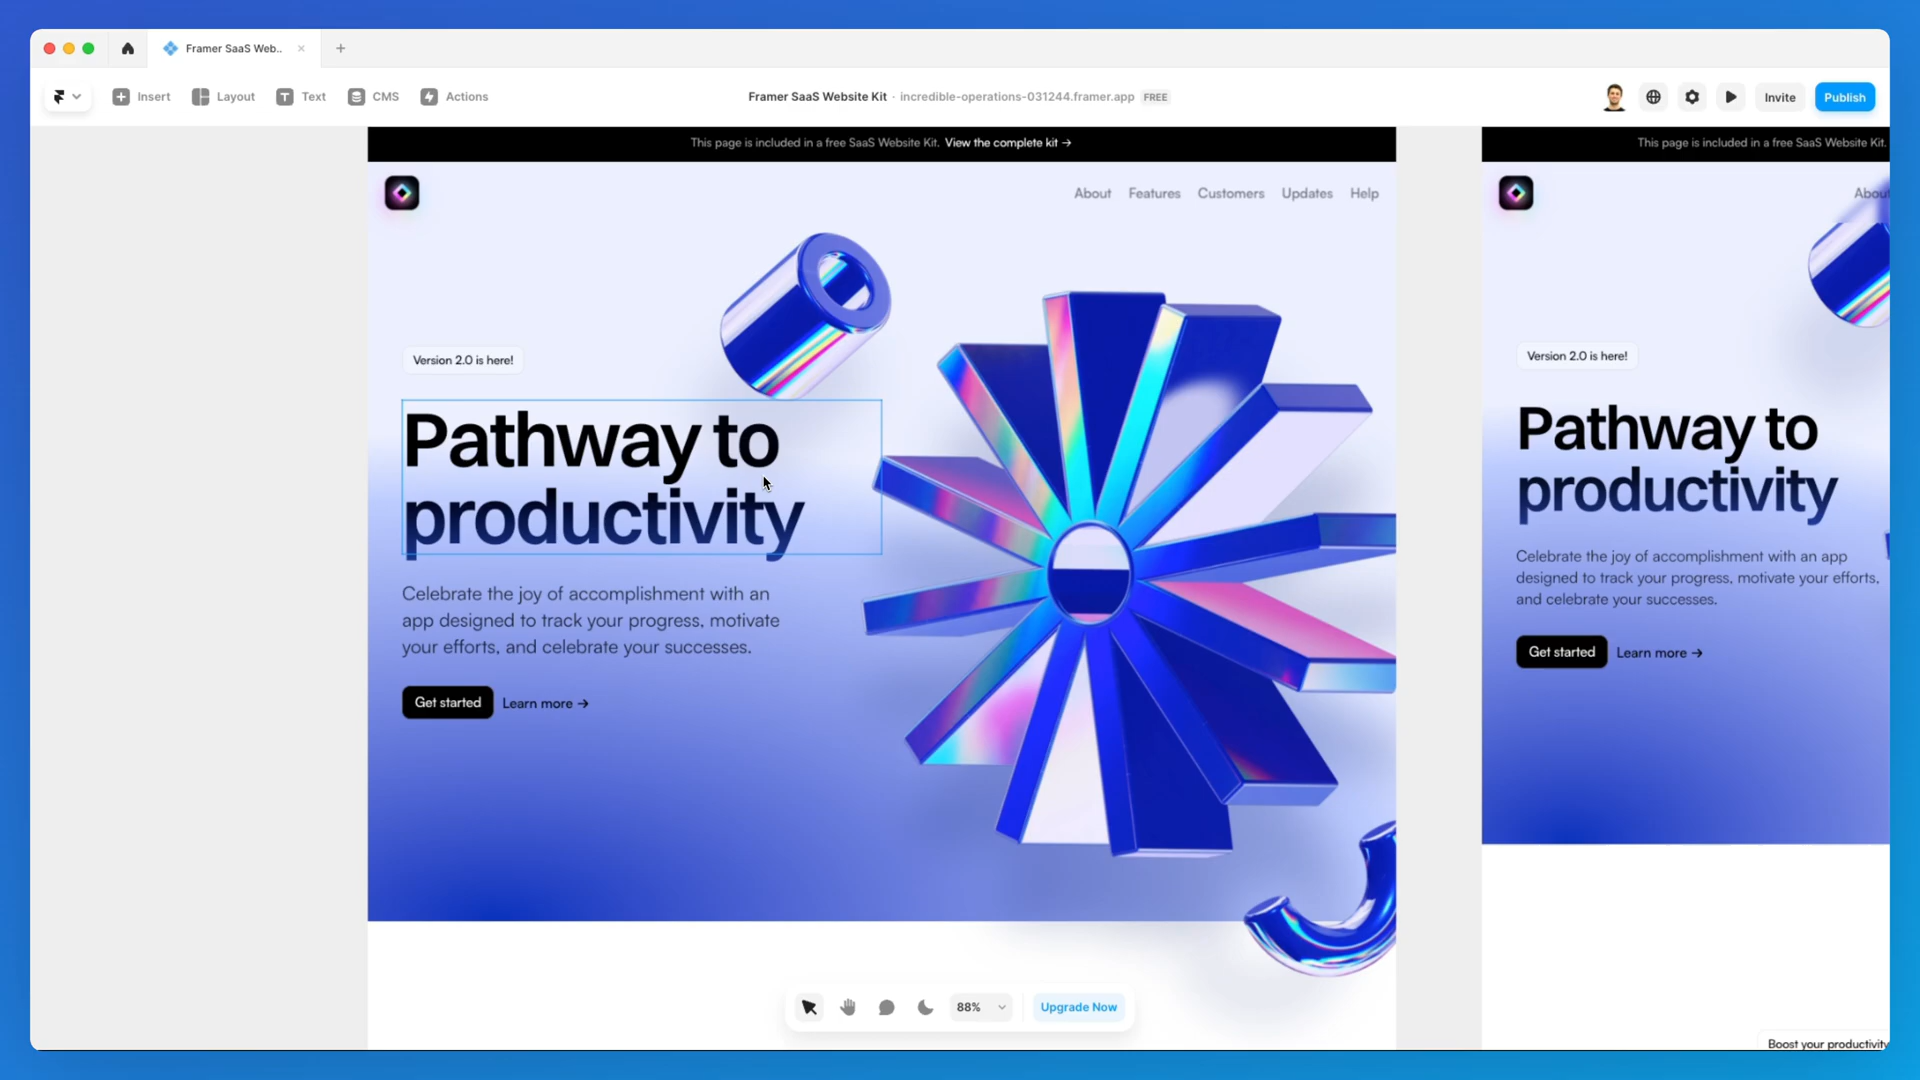 Framer SaaS Web..
Insert
Layout
Text
CMS
Actions
Framer SaaS Website Kit · incredible-operations-031244.framer.app FREE
Invite
Publish
This page is included in a free SaaS Website Kit. View the complete kit →
About
Features
Customers
Updates
Help
Version 2.0 is here!
Pathway to
productivity
Celebrate the joy of accomplishment with an
app designed to track your progress, motivate
your efforts, and celebrate your successes.
Get started
Learn more →
This page is included in a free SaaS Website Kit.
About
Version 2.0 is here!
Pathway to
productivity
Celebrate the joy of accomplishment with an app
designed to track your progress, motivate your efforts,
and celebrate your successes.
Get started
Learn more →
Boost your productivity
88%
Upgrade Now